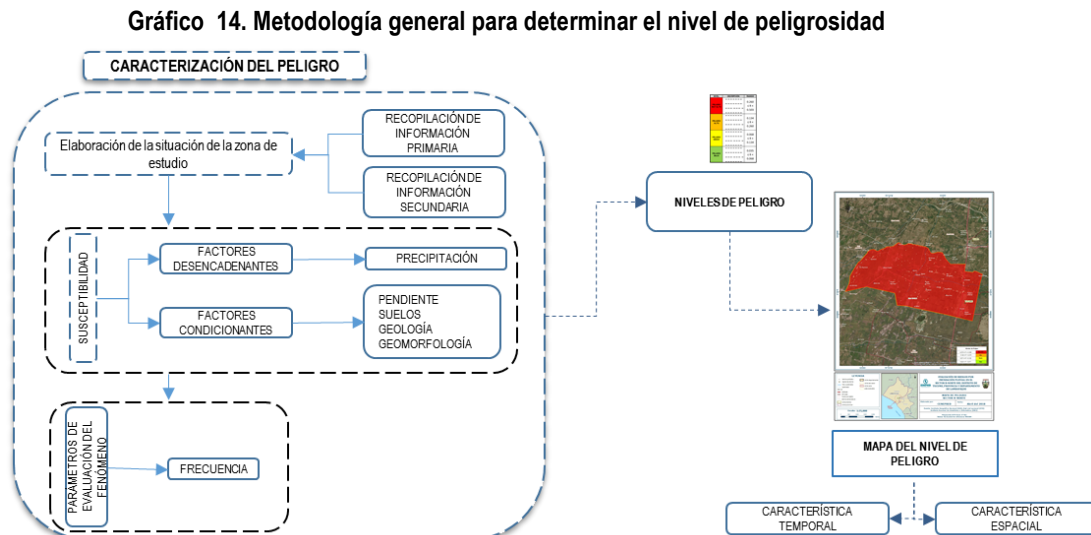 Gráfico 14. Metodología general para determinar el nivel de peligrosidad
CARACTERIZACIÓN DEL PELIGRO
Elaboración de la situación de la zona de
estudio
RECOPILACIÓN DE
INFORMACIÓN
PRIMARIA
RECOPILACIÓN DE
INFORMACIÓN
SECUNDARIA
SUSCEPTIBILIDAD
FACTORES
DESENCADENANTES
PRECIPITACIÓN
FACTORES
CONDICIONANTES
PENDIENTE
SUELOS
GEOLOGÍA
GEOMORFOLOGÍA
PARAMETROS DE
EVALUACIÓN DEL
FENÓMENO
FRECUENCIA
NIVELES DE PELIGRO
MAPA DEL NIVEL DE
PELIGRO
CARACTERÍSTICA
TEMPORAL
CARACTERÍSTICA
ESPACIAL